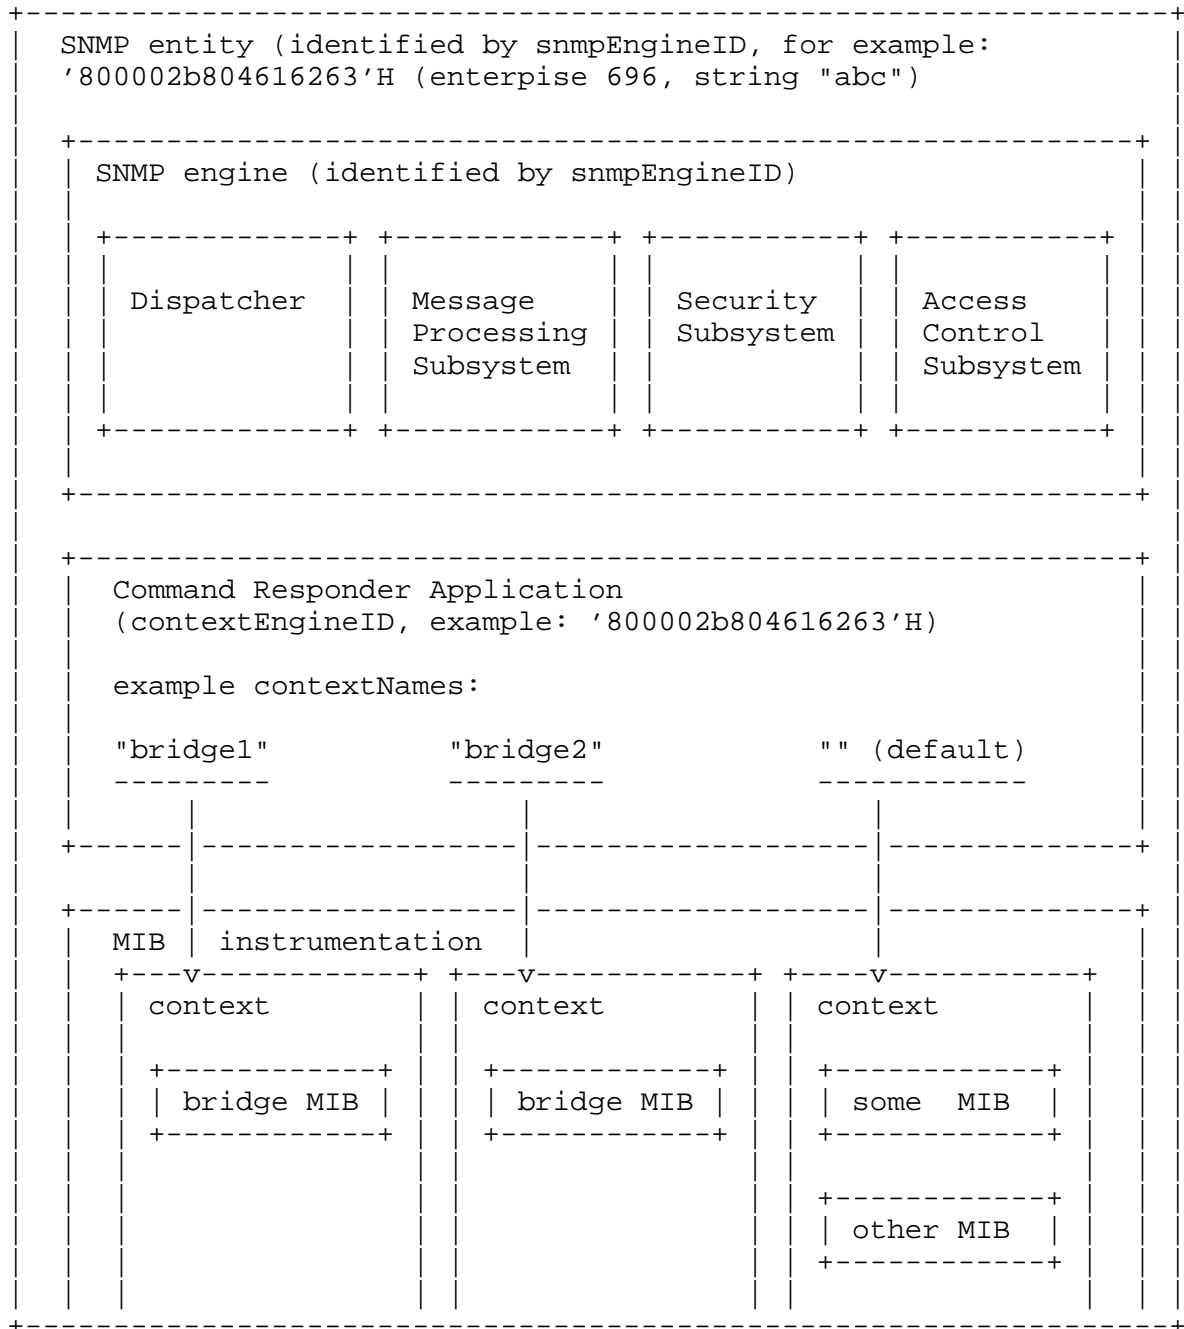 SNMP entity (identified by snmpEngineID, for example:
'800002b804616263'H (enterpise 696, string "abc")
SNMP engine (identified by snmpEngineID)
Dispatcher Message Security Access
Processing Subsystem Control
Subsystem Subsystem
Command Responder Application
(contextEngineID, example: '800002b804616263'H)
example contextNames:
"bridge1" "bridge2" "" (default)
MIB instrumentation
context context context
bridge MIB bridge MIB some MIB
other MIB